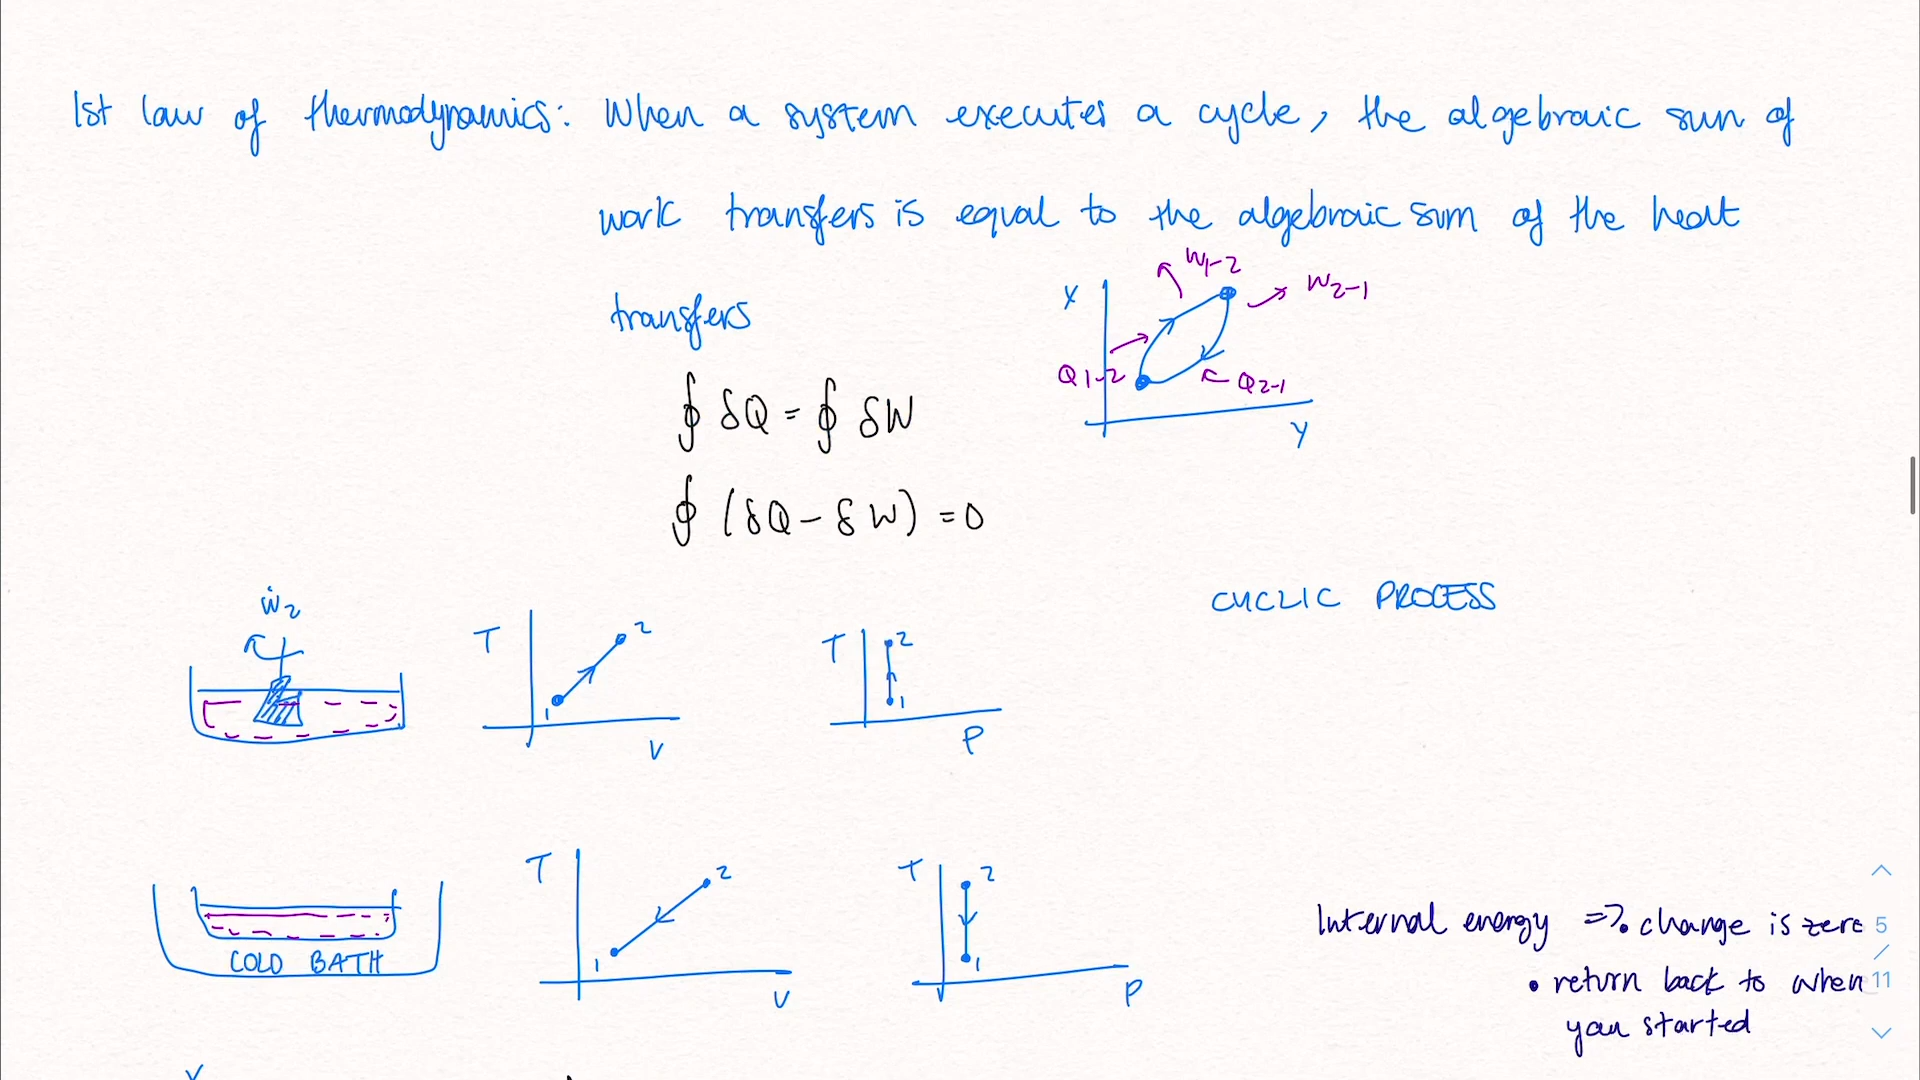 1st law of thermodynamics: When a system executes a cycle, the algebraic sum of
work transfers is equal to the algebraic sum of the heat
transfers
X
W1-2
W2-1
Q1-2
Q2-1
Y
∮ δQ = ∮ δW
∮ (δQ - δW) = 0
CYCLIC PROCESS
Ẇ2
T
2
1
V
T
2
1
P
COLD BATH
T
2
1
V
T
2
1
P
Internal energy => • change is zero
• return back to when
you started
5
/
11